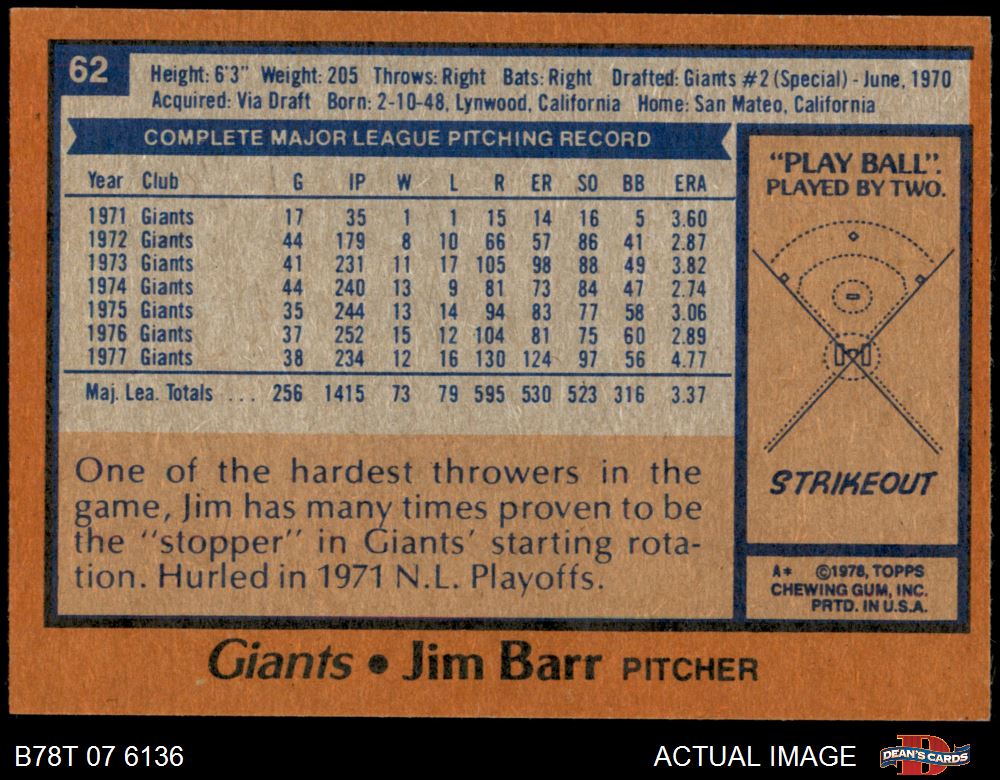 62
Height: 6'3" Weight: 205 Throws: Right Bats: Right Drafted: Giants #2 (Special) - June, 1970
Acquired: Via Draft Born: 2-10-48, Lynwood, California Home: San Mateo, California
COMPLETE MAJOR LEAGUE PITCHING RECORD
Year Club G IP W L R ER SO BB ERA
1971 Giants 17 35 1 1 15 14 16 5 3.60
1972 Giants 44 179 8 10 66 57 86 41 2.87
1973 Giants 41 231 11 17 105 98 88 49 3.82
1974 Giants 44 240 13 9 81 73 84 47 2.74
1975 Giants 35 244 13 14 94 83 77 58 3.06
1976 Giants 37 252 15 12 104 81 75 60 2.89
1977 Giants 38 234 12 16 130 124 97 56 4.77
Maj. Lea. Totals ... 256 1415 73 79 595 530 523 316 3.37
One of the hardest throwers in the
game, Jim has many times proven to be
the "stopper" in Giants' starting rota-
tion. Hurled in 1971 N.L. Playoffs.
"PLAY BALL".
PLAYED BY TWO.
STRIKEOUT
A* ©1978, TOPPS
CHEWING GUM, INC.
PRTD. IN U.S.A.
Giants • Jim Barr PITCHER
B78T 07 6136
ACTUAL IMAGE
DEAN'S CARDS